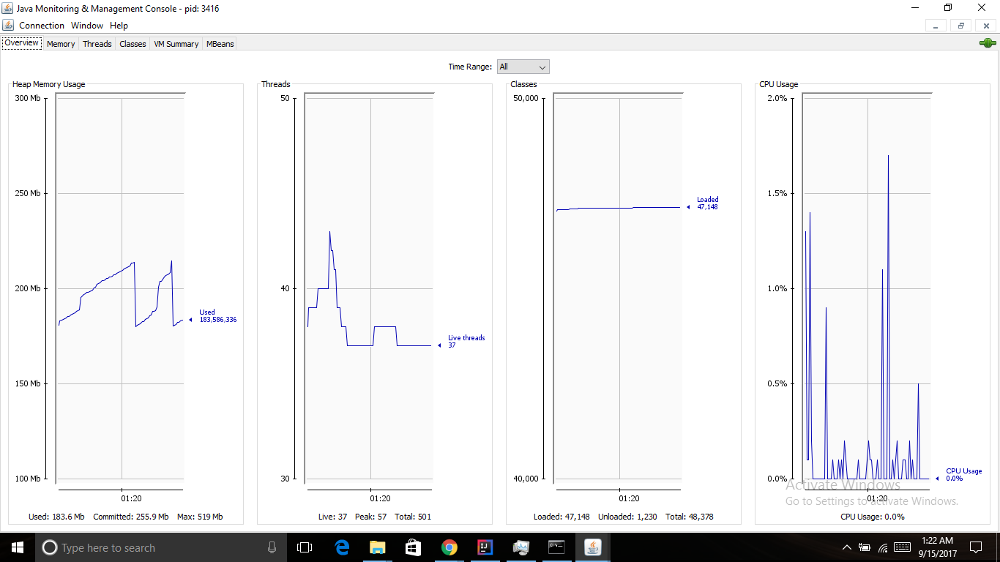 Java Monitoring & Management Console - pid: 3416
Connection Window Help
Overview Memory Threads Classes VM Summary MBeans
Time Range: All
Heap Memory Usage
300 Mb
250 Mb
200 Mb
150 Mb
100 Mb
Used
183,586,336
01:20
Used: 183.6 Mb Committed: 255.9 Mb Max: 519 Mb
Threads
50
40
30
Live threads
37
01:20
Live: 37 Peak: 57 Total: 501
Classes
50,000
40,000
Loaded
47,148
01:20
Loaded: 47,148 Unloaded: 1,230 Total: 48,378
CPU Usage
2.0%
1.5%
1.0%
0.5%
0.0%
CPU Usage
0.0%
01:20
CPU Usage: 0.0%
Activate Windows
Go to Settings to activate Windows.
Type here to search
1:22 AM
9/15/2017